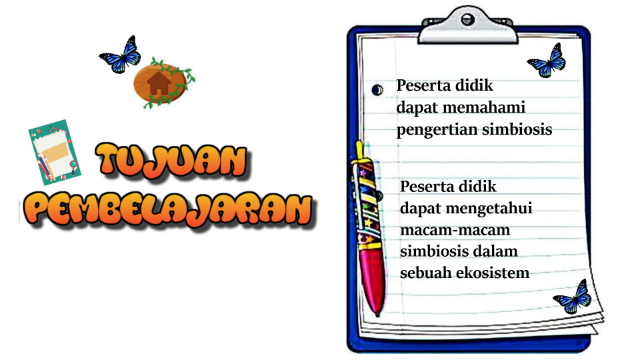 TUJUAN
PEMBELAJARAN
Peserta didik
dapat memahami
pengertian simbiosis
Peserta didik
dapat mengetahui
macam-macam
simbiosis dalam
sebuah ekosistem